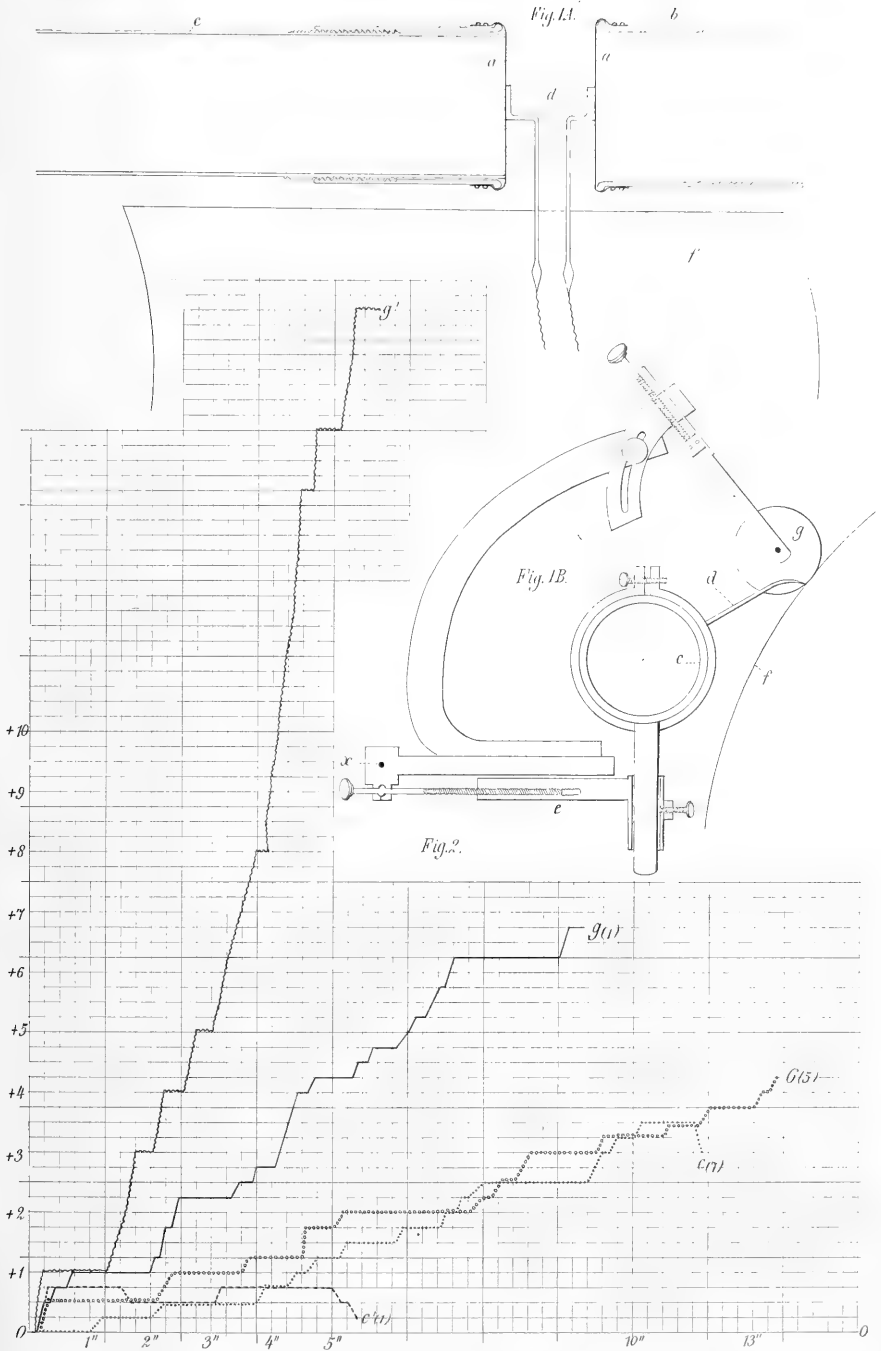 Fig.1A.
c
b
a
a
d
f
g'
Fig.1B.
g
d
c
f
x
e
Fig.2.
+10
+9
+8
+7
+6
+5
+4
+3
+2
+1
0
g(1)
G(5)
c(7)
c'(1)
1" 2" 3" 4" 5" 10" 13" 0